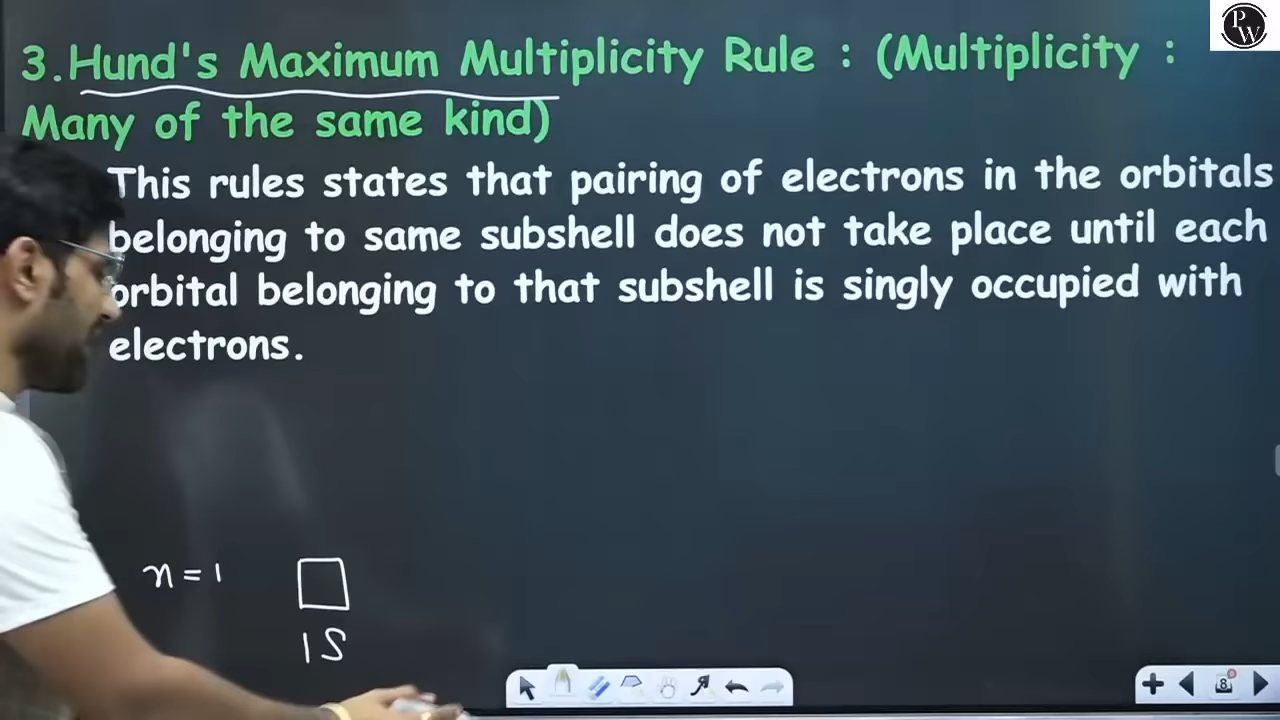 PW
3. Hund's Maximum Multiplicity Rule : (Multiplicity :
Many of the same kind)
This rules states that pairing of electrons in the orbitals
belonging to same subshell does not take place until each
orbital belonging to that subshell is singly occupied with
electrons.
n = 1
1S
8